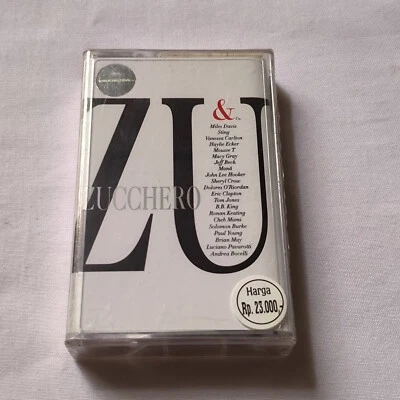 ZU
ZUCCHERO
& Co.
Miles Davis
Sting
Vanessa Carlton
Haylie Ecker
Mousse T.
Macy Gray
Jeff Beck
Maná
John Lee Hooker
Sheryl Crow
Dolores O'Riordan
Eric Clapton
Tom Jones
B.B. King
Ronan Keating
Cheb Mami
Solomon Burke
Paul Young
Brian May
Luciano Pavarotti
Andrea Bocelli
Harga
Rp. 23.000,-